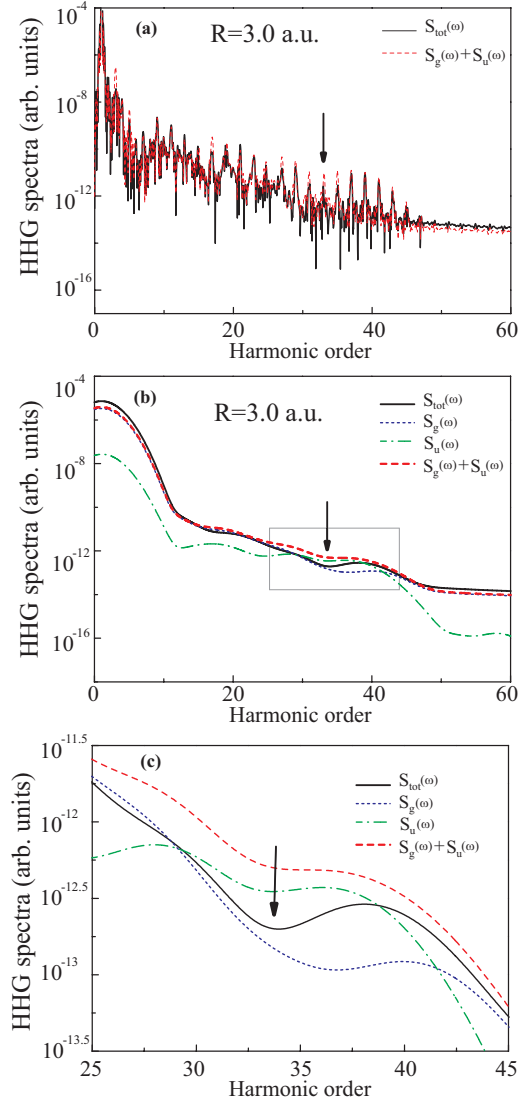 (a)
R=3.0 a.u.
S_tot(ω)
S_g(ω)+S_u(ω)
HHG spectra (arb. units)
10^-4
10^-8
10^-12
10^-16
0 20 40 60
Harmonic order
(b)
R=3.0 a.u.
S_tot(ω)
S_g(ω)
S_u(ω)
S_g(ω)+S_u(ω)
HHG spectra (arb. units)
10^-4
10^-8
10^-12
10^-16
0 20 40 60
Harmonic order
(c)
S_tot(ω)
S_g(ω)
S_u(ω)
S_g(ω)+S_u(ω)
HHG spectra (arb. units)
10^-11.5
10^-12
10^-12.5
10^-13
10^-13.5
25 30 35 40 45
Harmonic order